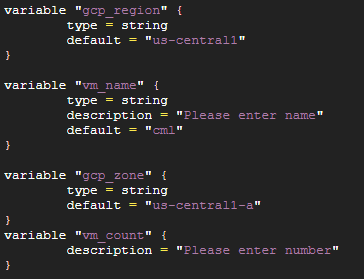 variable "gcp_region" {
        type = string
        default = "us-central1"
}

variable "vm_name" {
        type = string
        description = "Please enter name"
        default = "cml"
}

variable "gcp_zone" {
        type = string
        default = "us-central1-a"
}
variable "vm_count" {
        description = "Please enter number"
}